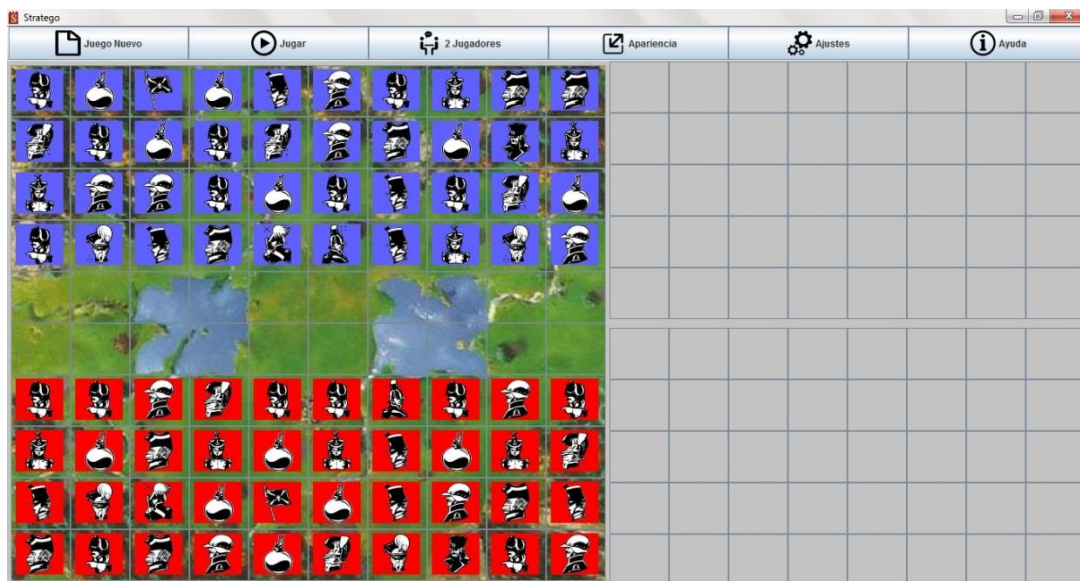 Stratego
Juego Nuevo
Jugar
2 Jugadores
Apariencia
Ajustes
Ayuda